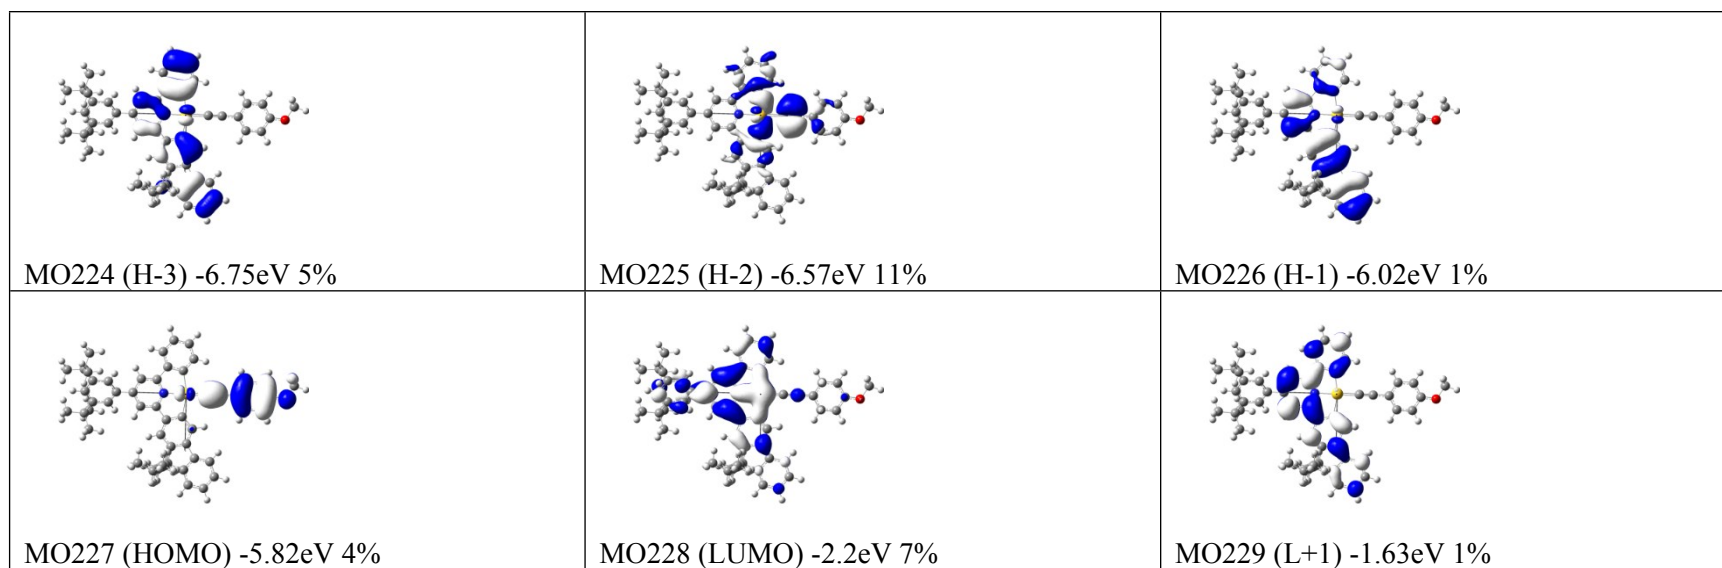 MO224 (H-3) -6.75eV 5%
MO225 (H-2) -6.57eV 11%
MO226 (H-1) -6.02eV 1%
MO227 (HOMO) -5.82eV 4%
MO228 (LUMO) -2.2eV 7%
MO229 (L+1) -1.63eV 1%